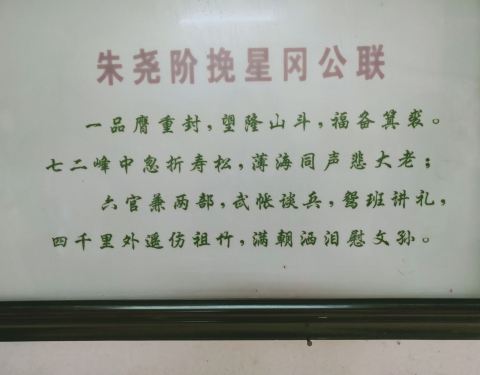 朱尧阶挽星冈公联
一品膺重封，望隆山斗，福备箕裘。
七二峰中忽折寿松，薄海同声悲大老；
六官兼两部，武帐谈兵，鸳班讲礼，
四千里外遥仿祖竹，满朝洒泪慰文孙。